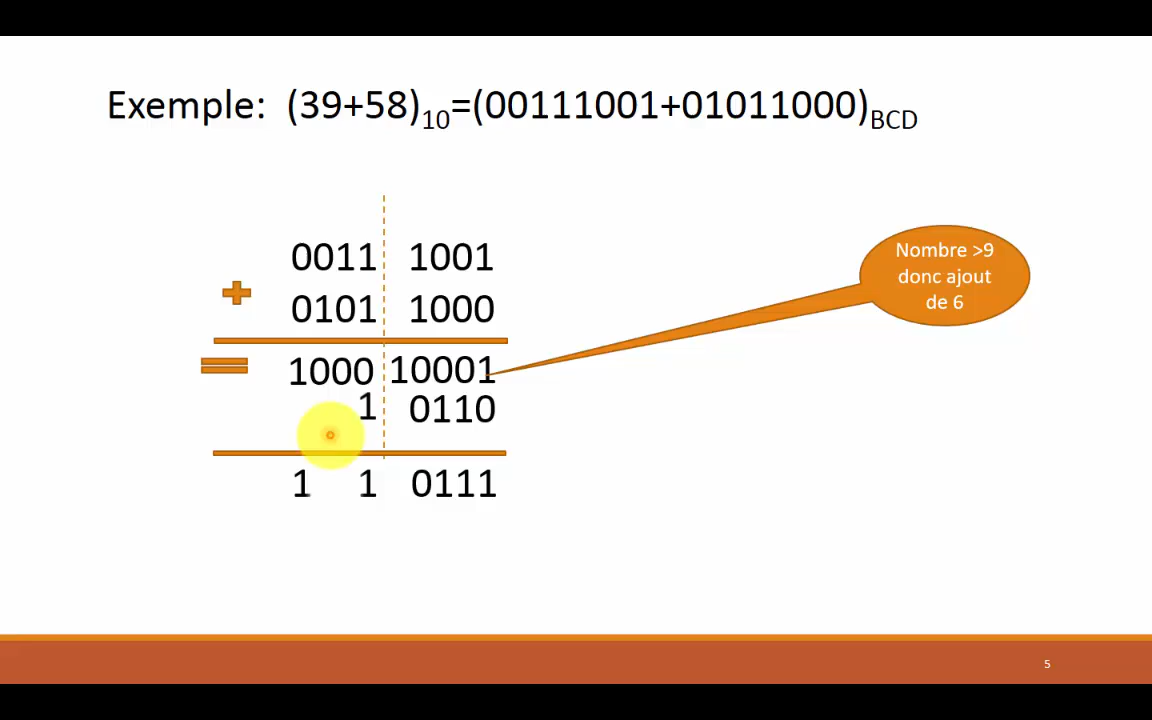 Exemple: (39+58)10=(00111001+01011000)BCD
0011 1001
+ 0101 1000
= 1000 10001
1 0110
1 1 0111
Nombre >9
donc ajout
de 6
5